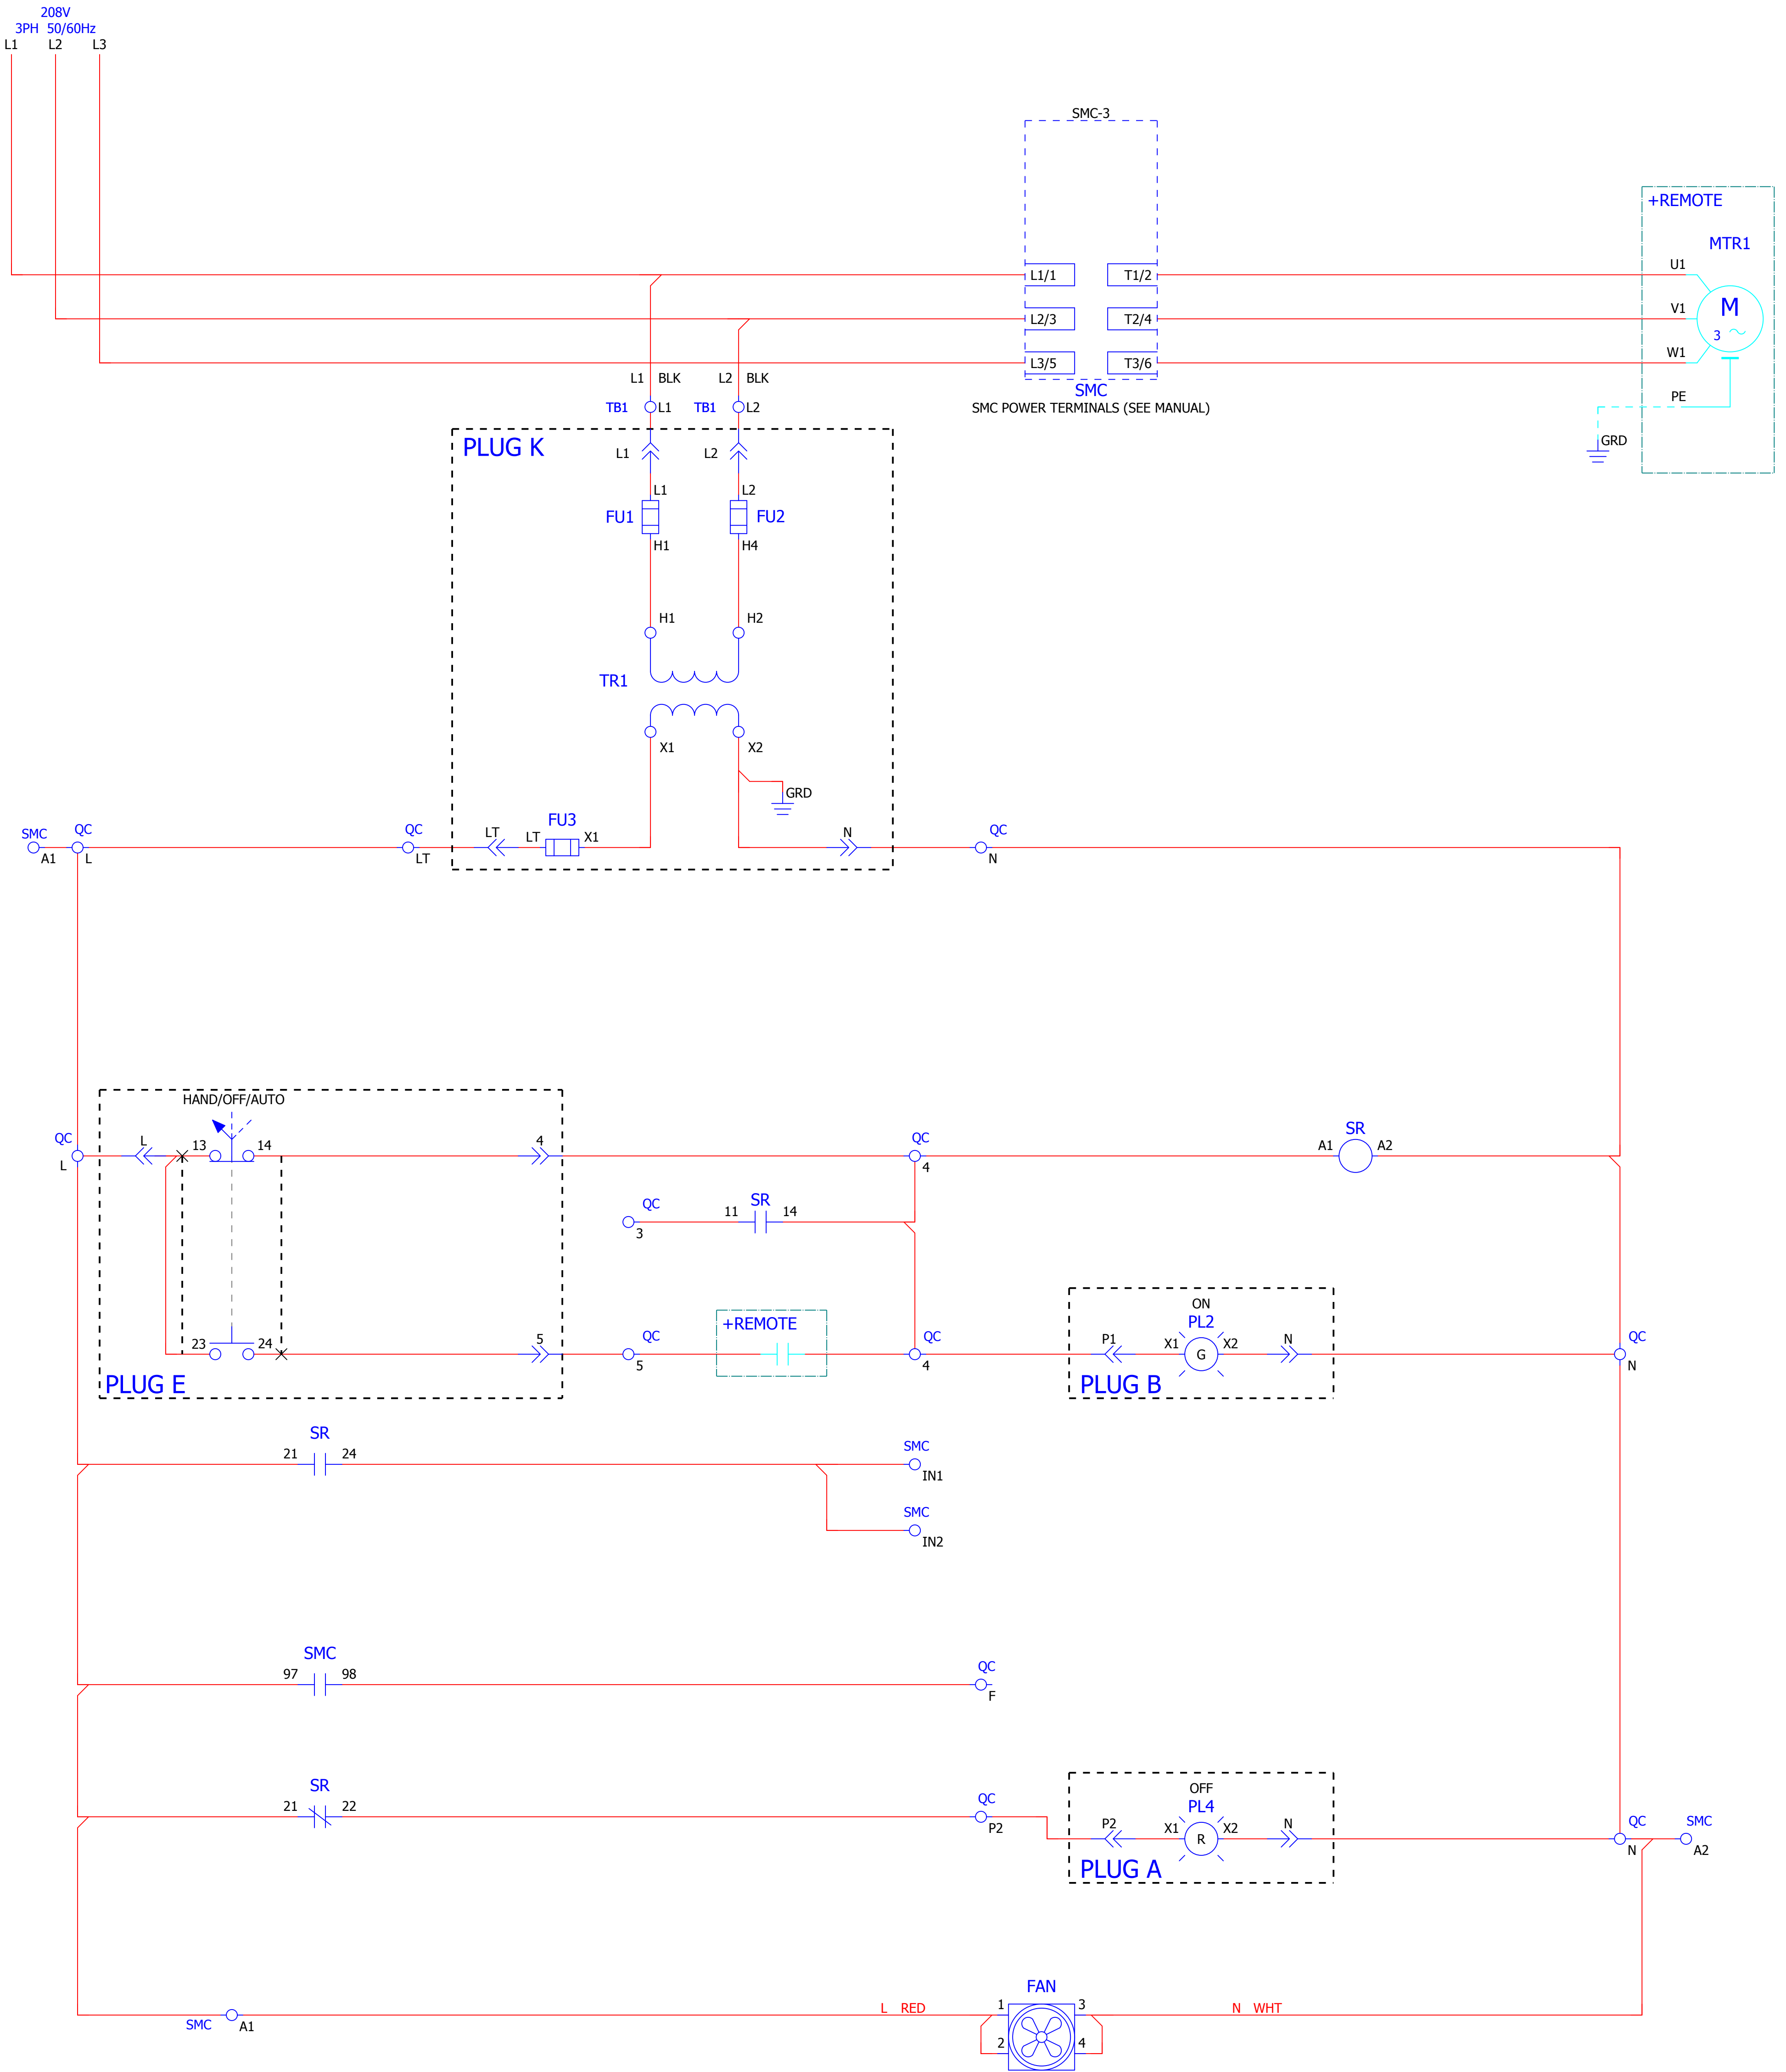 208V
3PH 50/60Hz
L1 L2 L3
SMC-3
+REMOTE
MTR1
U1
L1/1 T1/2
V1 M
L2/3 T2/4
3
W1
L3/5 T3/6
L1 BLK L2 BLK
SMC
PE
TB1 L1 TB1 L2
SMC POWER TERMINALS (SEE MANUAL)
GRD
PLUG K
L1 L2
L1 L2
FU1 FU2
H1 H4
H1 H2
TR1
X1 X2
GRD
FU3
SMC QC QC LT LT X1 N QC
A1 L LT N
HAND/OFF/AUTO
QC L 13 14 4 QC SR
L 4 A1 A2
QC 11 SR 14
3
+REMOTE
ON
PL2
23 24 5 QC QC P1 X1 G X2 N QC
5 4 N
PLUG E PLUG B
SR
21 24 SMC
IN1
SMC
IN2
SMC
97 98 QC
F
SR
21 22 QC
P2
OFF
PL4
P2 X1 R X2 N QC SMC
N A2
PLUG A
FAN
L RED 1 3 N WHT
SMC A1
2 4